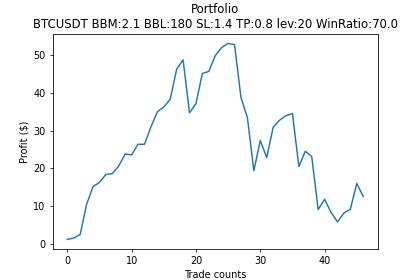 Portfolio
BTCUSDT BBM:2.1 BBL:180 SL:1.4 TP:0.8 lev:20 WinRatio:70.0
50
40
30
20
10
0
Profit ($)
0 10 20 30 40
Trade counts